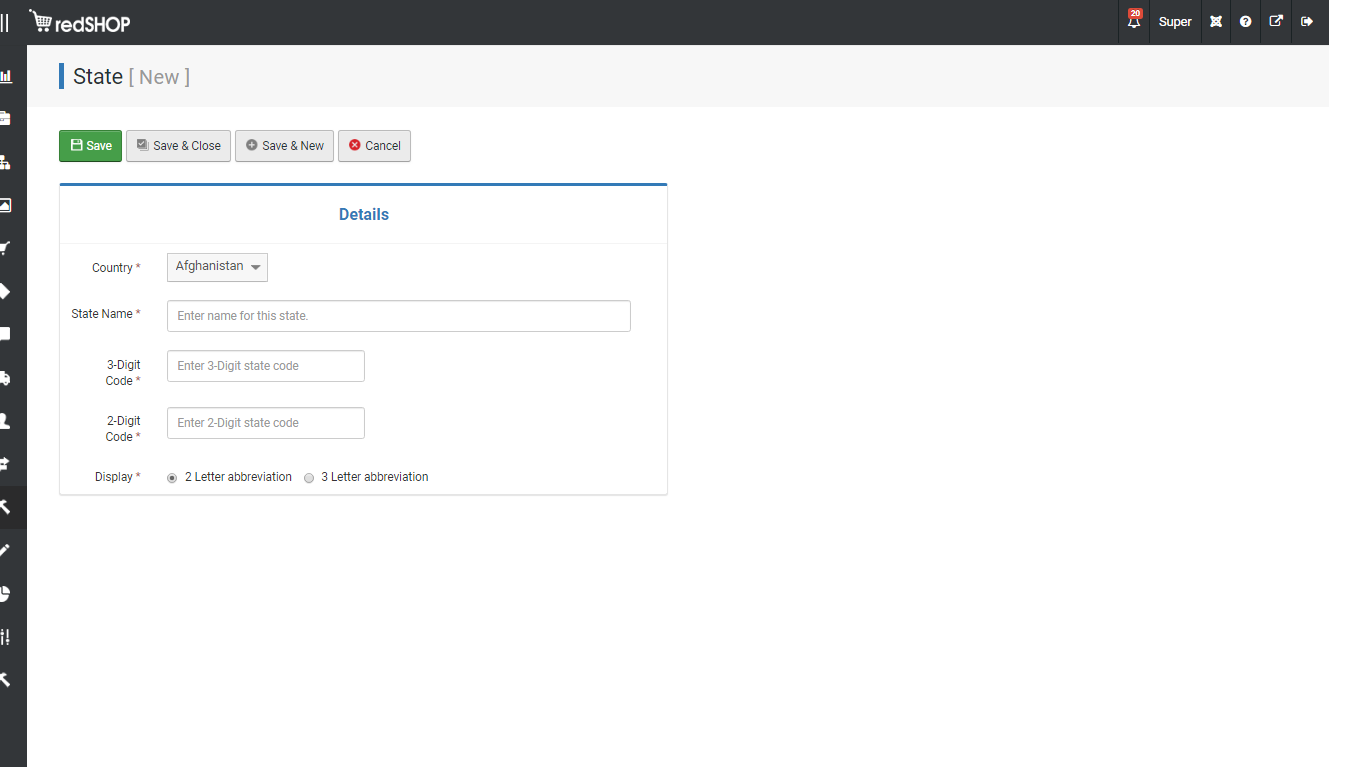 redSHOP
20
Super
State [ New ]
Save
Save & Close
Save & New
Cancel
Details
Country *
Afghanistan
State Name *
Enter name for this state.
3-Digit
Code *
Enter 3-Digit state code
2-Digit
Code *
Enter 2-Digit state code
Display *
2 Letter abbreviation
3 Letter abbreviation